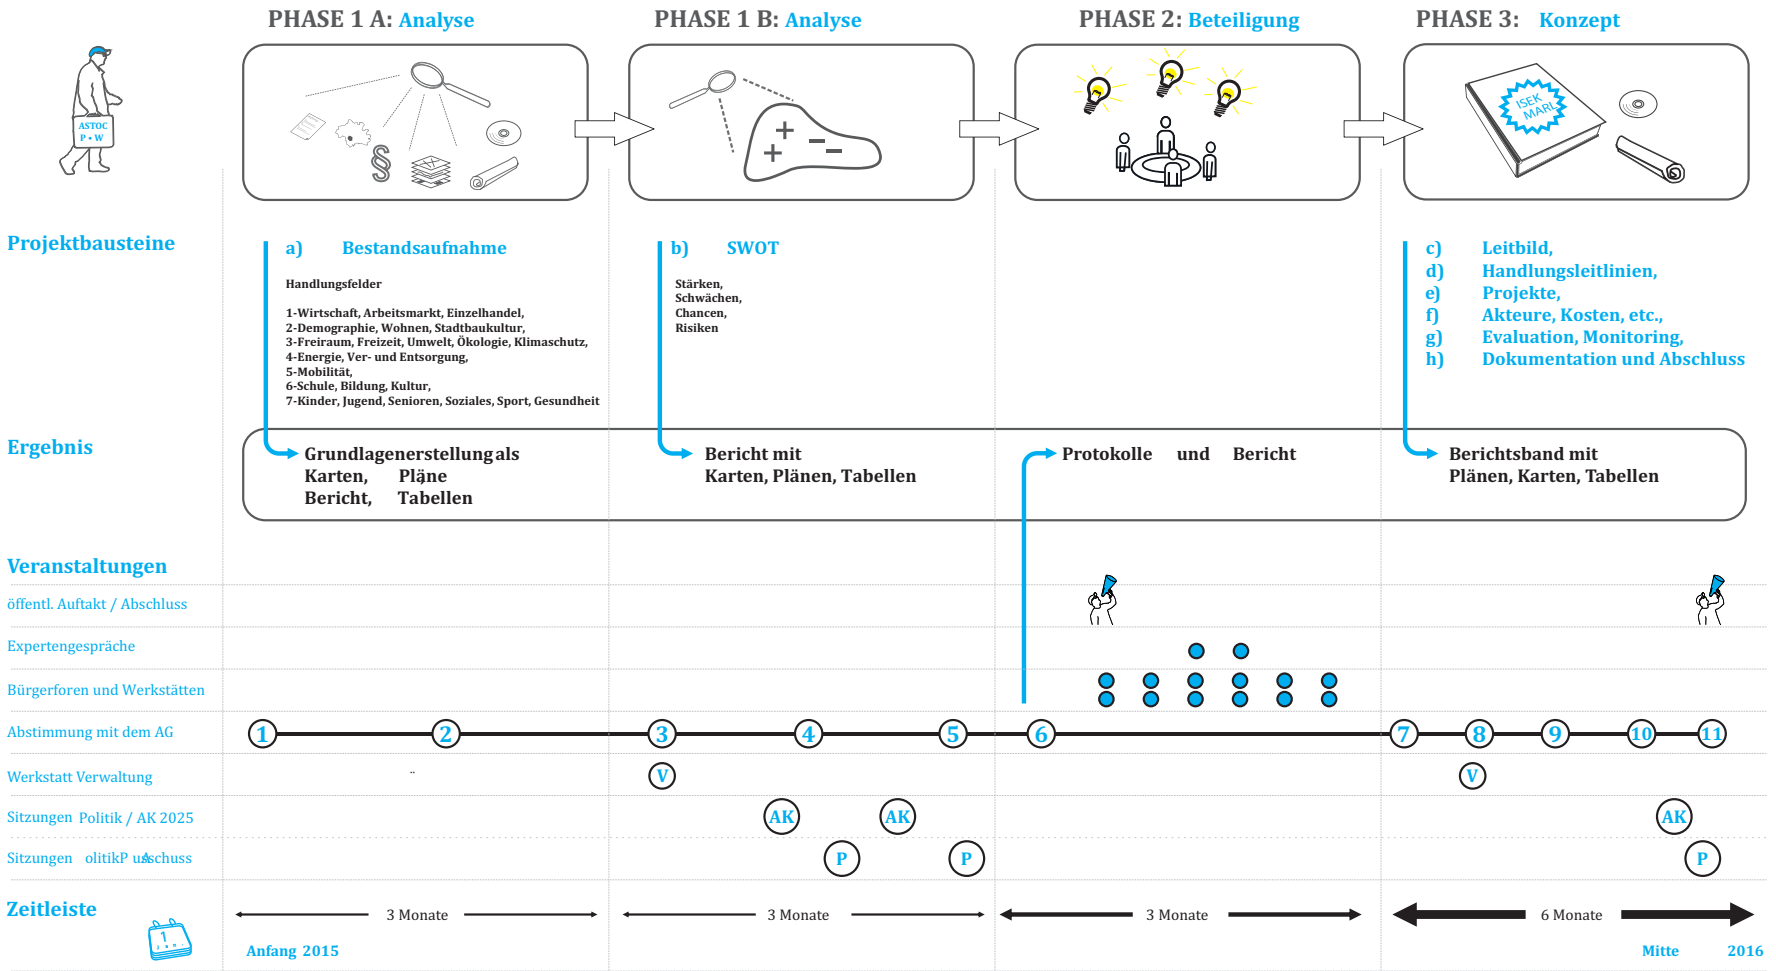 PHASE 1 A: Analyse
PHASE 1 B: Analyse
PHASE 2: Beteiligung
PHASE 3: Konzept
ASTOC
P • W
§
ISEK
MARL
Projektbausteine
a) Bestandsaufnahme
Handlungsfelder
1-Wirtschaft, Arbeitsmarkt, Einzelhandel,
2-Demographie, Wohnen, Stadtbaukultur,
3-Freiraum, Freizeit, Umwelt, Ökologie, Klimaschutz,
4-Energie, Ver- und Entsorgung,
5-Mobilität,
6-Schule, Bildung, Kultur,
7-Kinder, Jugend, Senioren, Soziales, Sport, Gesundheit
b) SWOT
Stärken,
Schwächen,
Chancen,
Risiken
c) Leitbild,
d) Handlungsleitlinien,
e) Projekte,
f) Akteure, Kosten, etc.,
g) Evaluation, Monitoring,
h) Dokumentation und Abschluss
Ergebnis
Grundlagenerstellung als
Karten, Pläne
Bericht, Tabellen
Bericht mit
Karten, Plänen, Tabellen
Protokolle und Bericht
Berichtsband mit
Plänen, Karten, Tabellen
Veranstaltungen
öffentl. Auftakt / Abschluss
Expertengespräche
Bürgerforen und Werkstätten
Abstimmung mit dem AG
1 2 3 4 5 6 7 8 9 10 11
Werkstatt Verwaltung
V V
Sitzungen Politik / AK 2025
AK AK AK
Sitzungen
P P P
Zeitleiste
3 Monate 3 Monate 3 Monate 6 Monate
1
Anfang 2015
Mitte 2016